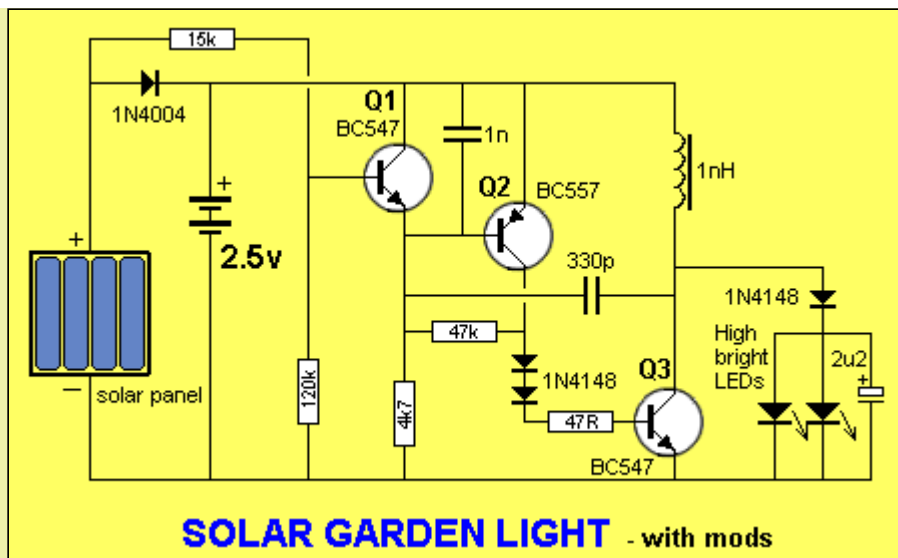 15k
1N4004
Q1
BC547
1n
Q2
BC557
1nH
+
2.5v
+
330p
1N4148
47k
High
bright
LEDs
2u2
+
1N4148
Q3
−
solar panel
120k
4k7
47R
BC547
SOLAR GARDEN LIGHT - with mods